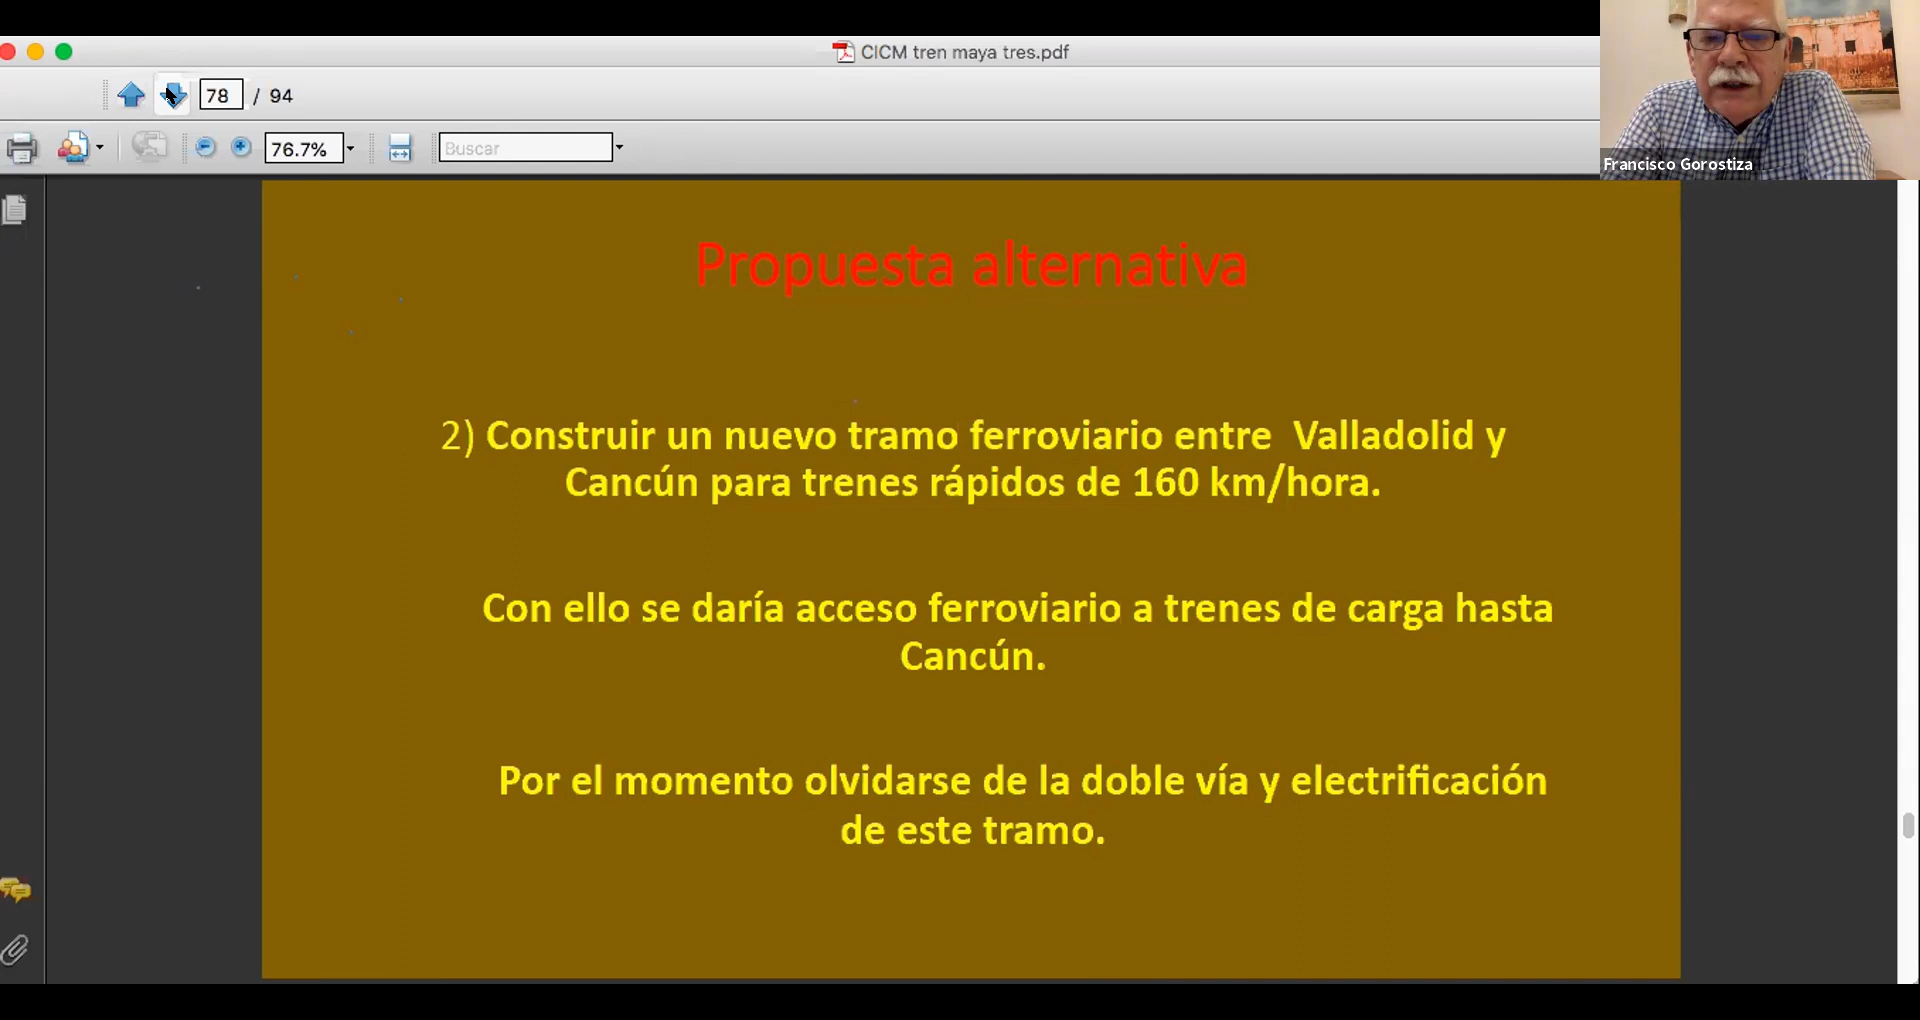 CICM tren maya tres.pdf
78 / 94
76.7%
Buscar
Francisco Gorostiza
Propuesta alternativa
2) Construir un nuevo tramo ferroviario entre Valladolid y
Cancún para trenes rápidos de 160 km/hora.
Con ello se daría acceso ferroviario a trenes de carga hasta
Cancún.
Por el momento olvidarse de la doble vía y electrificación
de este tramo.